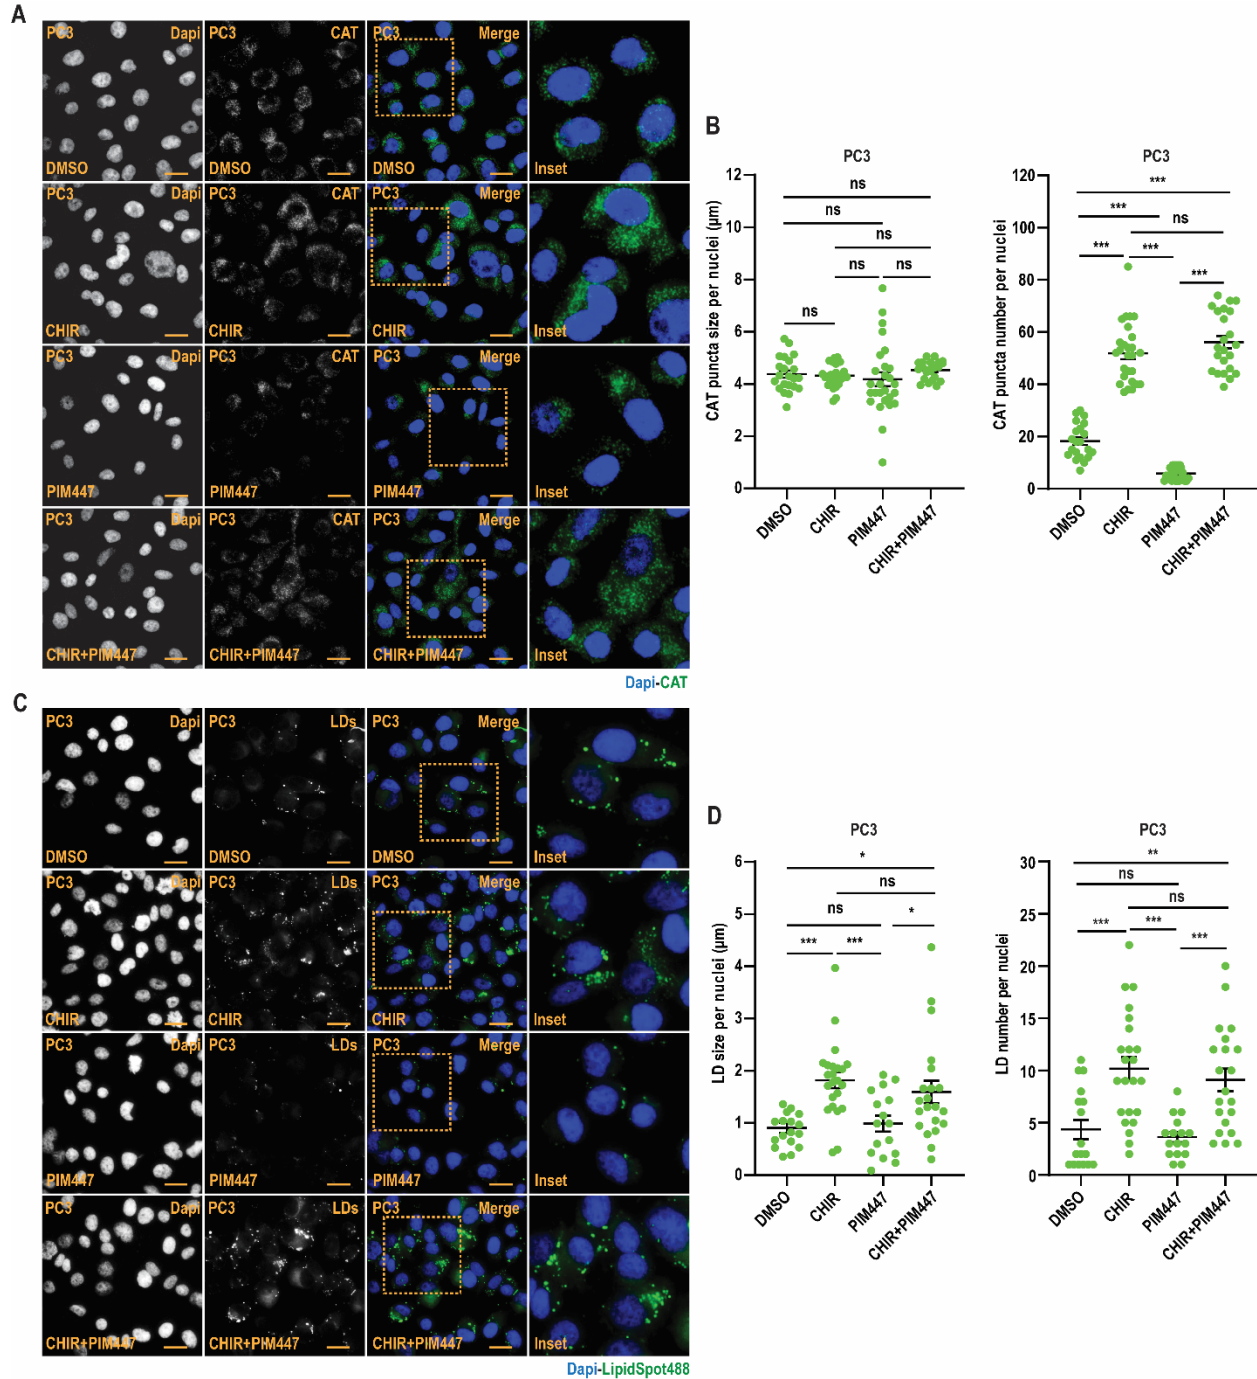 A
PC3 Dapi PC3 CAT PC3 Merge
DMSO DMSO DMSO Inset
PC3 Dapi PC3 CAT PC3 Merge
CHIR CHIR CHIR Inset
PC3 Dapi PC3 CAT PC3 Merge
PIM447 PIM447 PIM447 Inset
PC3 Dapi PC3 CAT PC3 Merge
CHIR+PIM447 CHIR+PIM447 CHIR+PIM447 Inset
Dapi-CAT
B
PC3
CAT puncta size per nuclei (µm)
12
10
8
6
4
2
0
ns
ns
ns
ns ns
ns
DMSO CHIR PIM447 CHIR+PIM447
PC3
CAT puncta number per nuclei
120
100
80
60
40
20
0
***
*** ns
*** ***
***
DMSO CHIR PIM447 CHIR+PIM447
C
PC3 Dapi PC3 LDs PC3 Merge
DMSO DMSO DMSO Inset
PC3 Dapi PC3 LDs PC3 Merge
CHIR CHIR CHIR Inset
PC3 Dapi PC3 LDs PC3 Merge
PIM447 PIM447 PIM447 Inset
PC3 Dapi PC3 LDs PC3 Merge
CHIR+PIM447 CHIR+PIM447 CHIR+PIM447 Inset
Dapi-LipidSpot488
D
PC3
LD size per nuclei (µm)
6
5
4
3
2
1
0
*
ns
ns *
*** ***
DMSO CHIR PIM447 CHIR+PIM447
PC3
LD number per nuclei
30
25
20
15
10
5
0
**
ns
ns
*** *** ***
DMSO CHIR PIM447 CHIR+PIM447